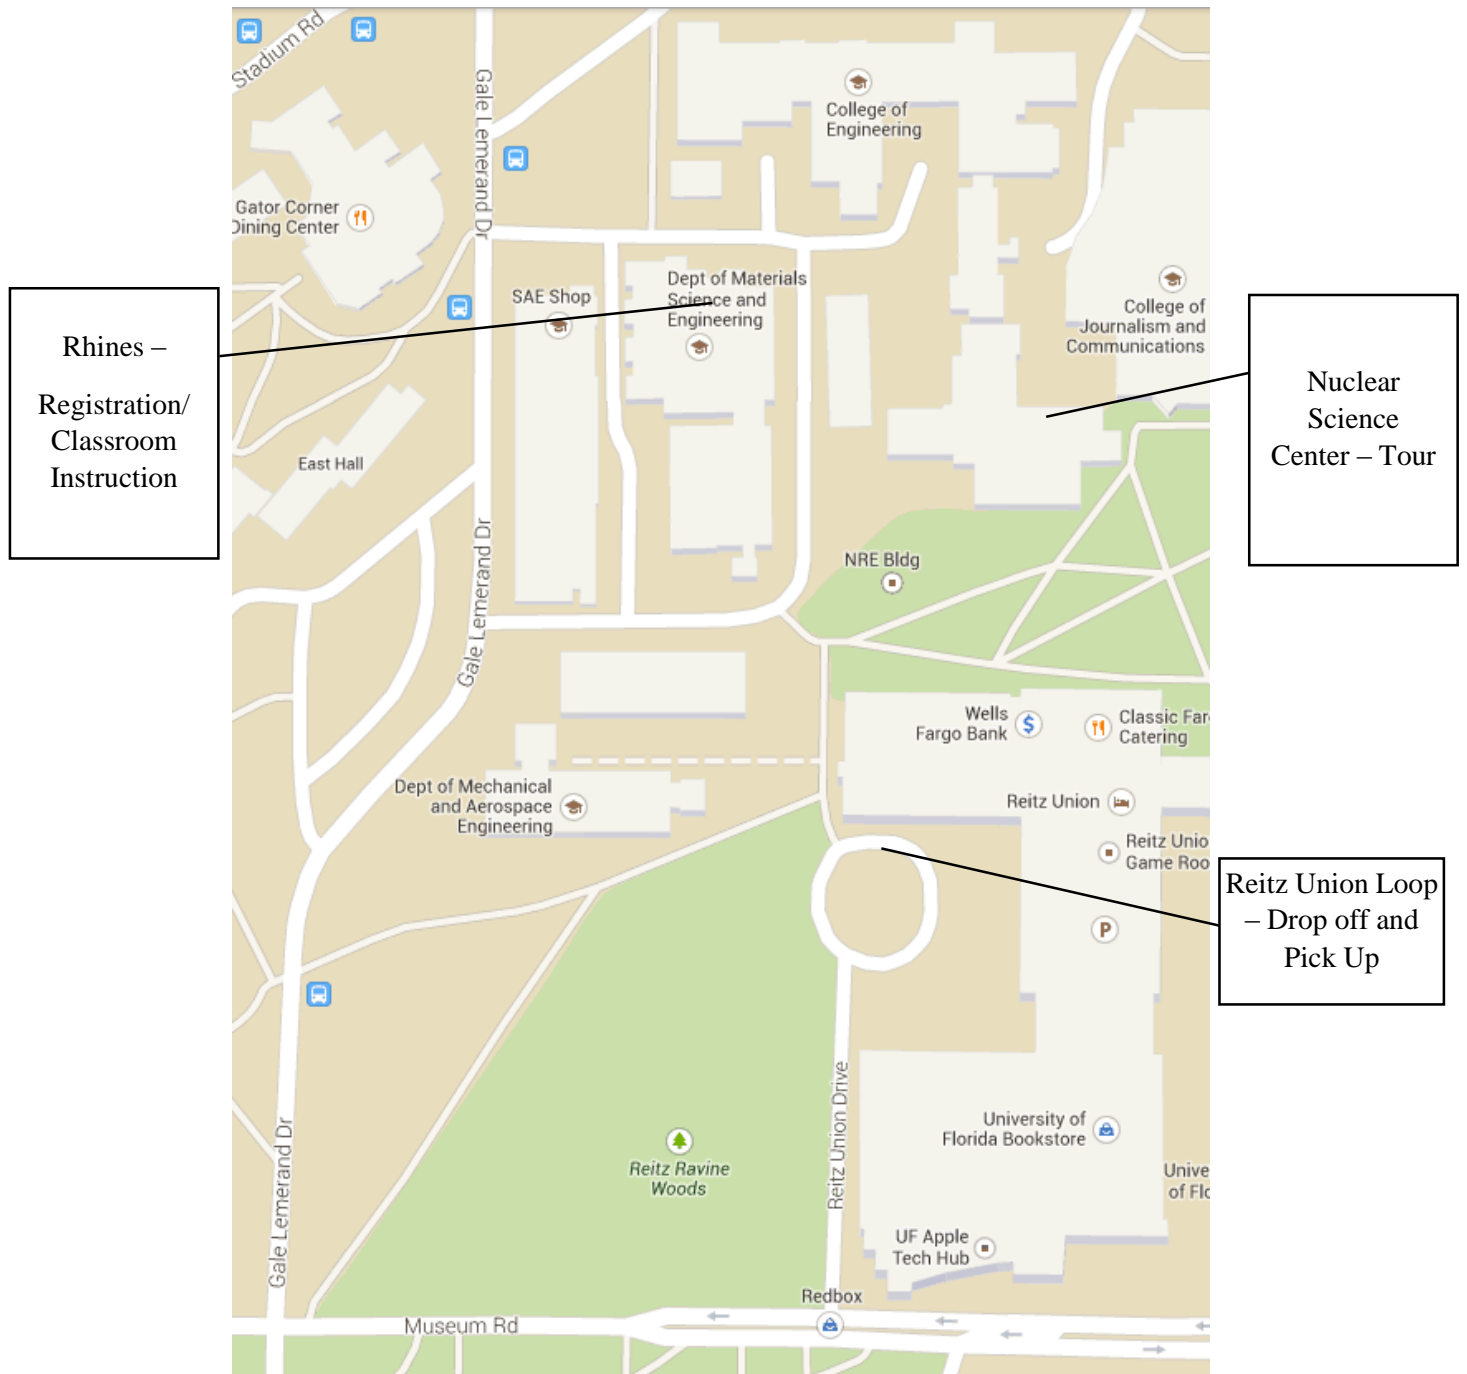 Stadium Rd
Gale Lemerand Dr
College of
Engineering
Gator Corner
Dining Center
SAE Shop
Dept of Materials
Science and
Engineering
College of
Journalism and
Communications
Rhines –
Registration/
Classroom
Instruction
Nuclear
Science
Center – Tour
East Hall
Gale Lemerand Dr
NRE Bldg
Wells
Fargo Bank
$
Classic Far
Catering
Dept of Mechanical
and Aerospace
Engineering
Reitz Union
Reitz Unio
Game Roo
P
Reitz Union Loop
– Drop off and
Pick Up
Reitz Union Drive
University of
Florida Bookstore
Reitz Ravine
Woods
Unive
of Flo
Gale Lemerand Dr
UF Apple
Tech Hub
Redbox
Museum Rd